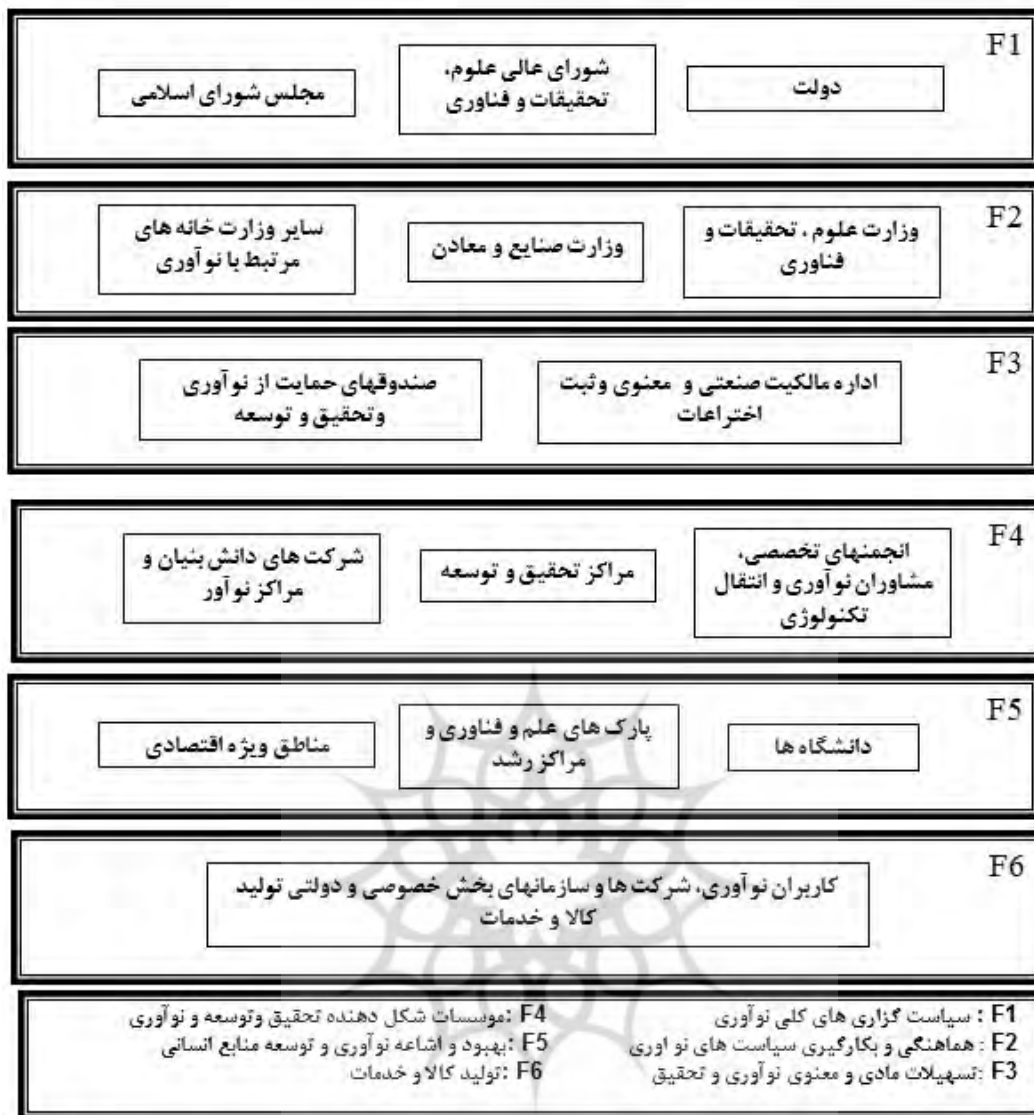 F1
دولت
شورای عالی علوم،
تحقیقات و فناوری
مجلس شورای اسلامی
F2
وزارت علوم ، تحقیقات و
فناوری
وزارت صنایع و معادن
سایر وزارت خانه های
مرتبط با نوآوری
F3
اداره مالکیت صنعتی و معنوی وثبت
اختراعات
صندوقهای حمایت از نوآوری
وتحقیق و توسعه
F4
انجمنهای تخصصی،
مشاوران نوآوری و انتقال
تکنولوژی
مراکز تحقیق و توسعه
شرکت های دانش بنیان و
مراکز نوآور
F5
دانشگاه ها
پارک های علم و فناوری و
مراکز رشد
مناطق ویژه اقتصادی
F6
کاربران نوآوری، شرکت ها و سازمانهای بخش خصوصی و دولتی تولید
کالا و خدمات
F1 : سیاست گزاری های کلی نوآوری
F2 : هماهنگی و بکارگیری سیاست های نو اوری
F3 :تسهیلات مادی و معنوی نوآوری و تحقیق
F4 :موسسات شکل دهنده تحقیق وتوسعه و نوآوری
F5 :بهبود و اشاعه نوآوری و توسعه منابع انسانی
F6 :تولید کالا و خدمات